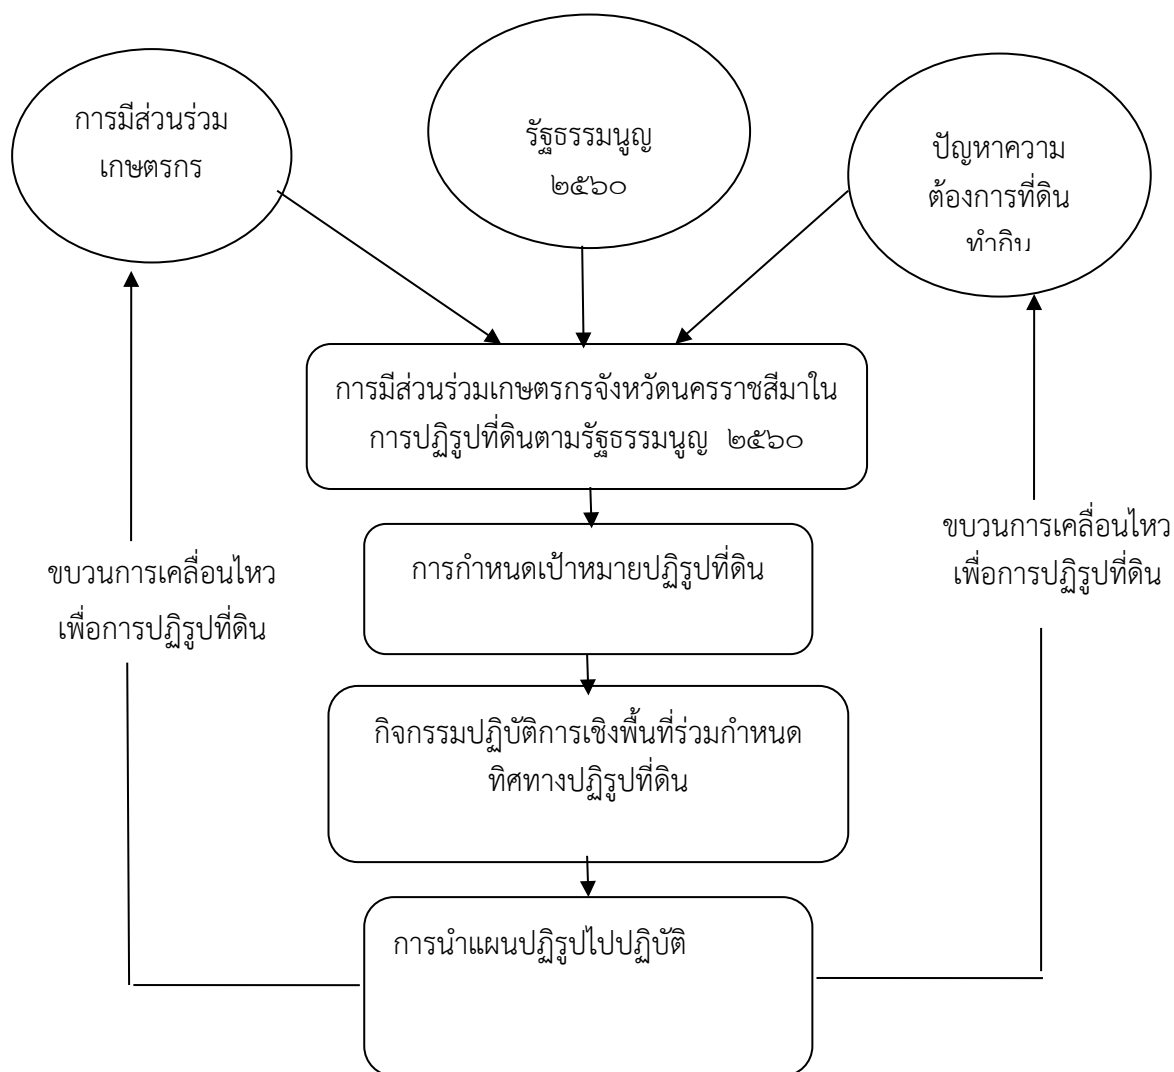 การมีส่วนร่วม
เกษตรกร
รัฐธรรมนูญ
๒๕๖๐
ปัญหาความ
ต้องการที่ดิน
ทำกิน
การมีส่วนร่วมเกษตรกรจังหวัดนครราชสีมาใน
การปฏิรูปที่ดินตามรัฐธรรมนูญ ๒๕๖๐
การกำหนดเป้าหมายปฏิรูปที่ดิน
ขบวนการเคลื่อนไหว
เพื่อการปฏิรูปที่ดิน
ขบวนการเคลื่อนไหว
เพื่อการปฏิรูปที่ดิน
กิจกรรมปฏิบัติการเชิงพื้นที่ร่วมกำหนด
ทิศทางปฏิรูปที่ดิน
การนำแผนปฏิรูปไปปฏิบัติ